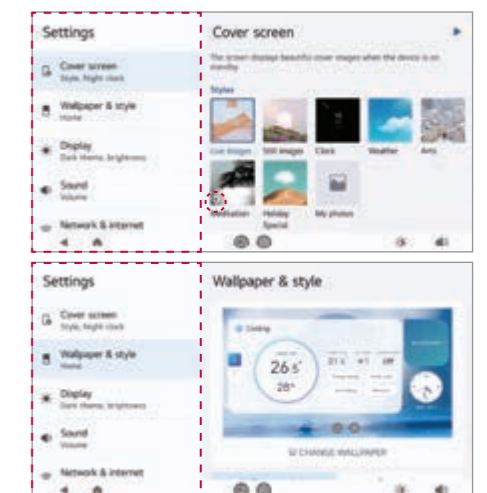 Settings
Cover screen
Style, Night clock
Wallpaper & style
Home
Display
Dark theme, brightness
Sound
Volume
Network & internet
Cover screen
The screen displays beautiful cover images when the device is on
standby.
Styles
Live images
500 images
Clock
Weather
Arts
Meditation
Holiday
Special
My photos
Settings
Cover screen
Style, Night clock
Wallpaper & style
Home
Display
Dark theme, brightness
Sound
Volume
Network & internet
Wallpaper & style
Cooling
26.5°
28°
CHANGE WALLPAPER